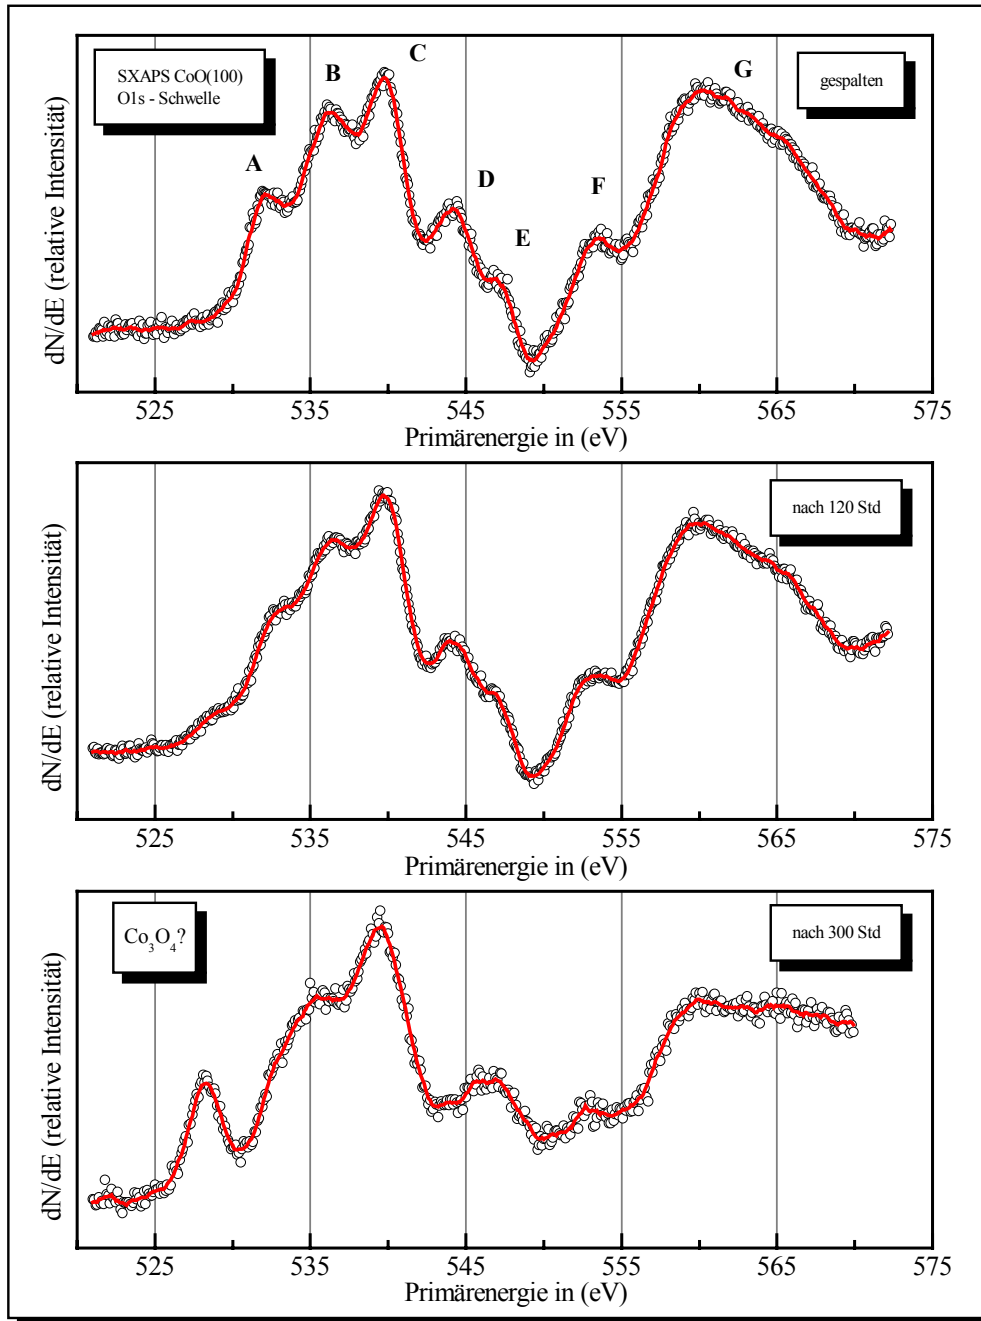 SXAPS CoO(100)
O1s - Schwelle
gespalten
A
B
C
D
E
F
G
dN/dE (relative Intensität)
525 535 545 555 565 575
Primärenergie in (eV)
nach 120 Std
dN/dE (relative Intensität)
525 535 545 555 565 575
Primärenergie in (eV)
Co₃O₄?
nach 300 Std
dN/dE (relative Intensität)
525 535 545 555 565 575
Primärenergie in (eV)